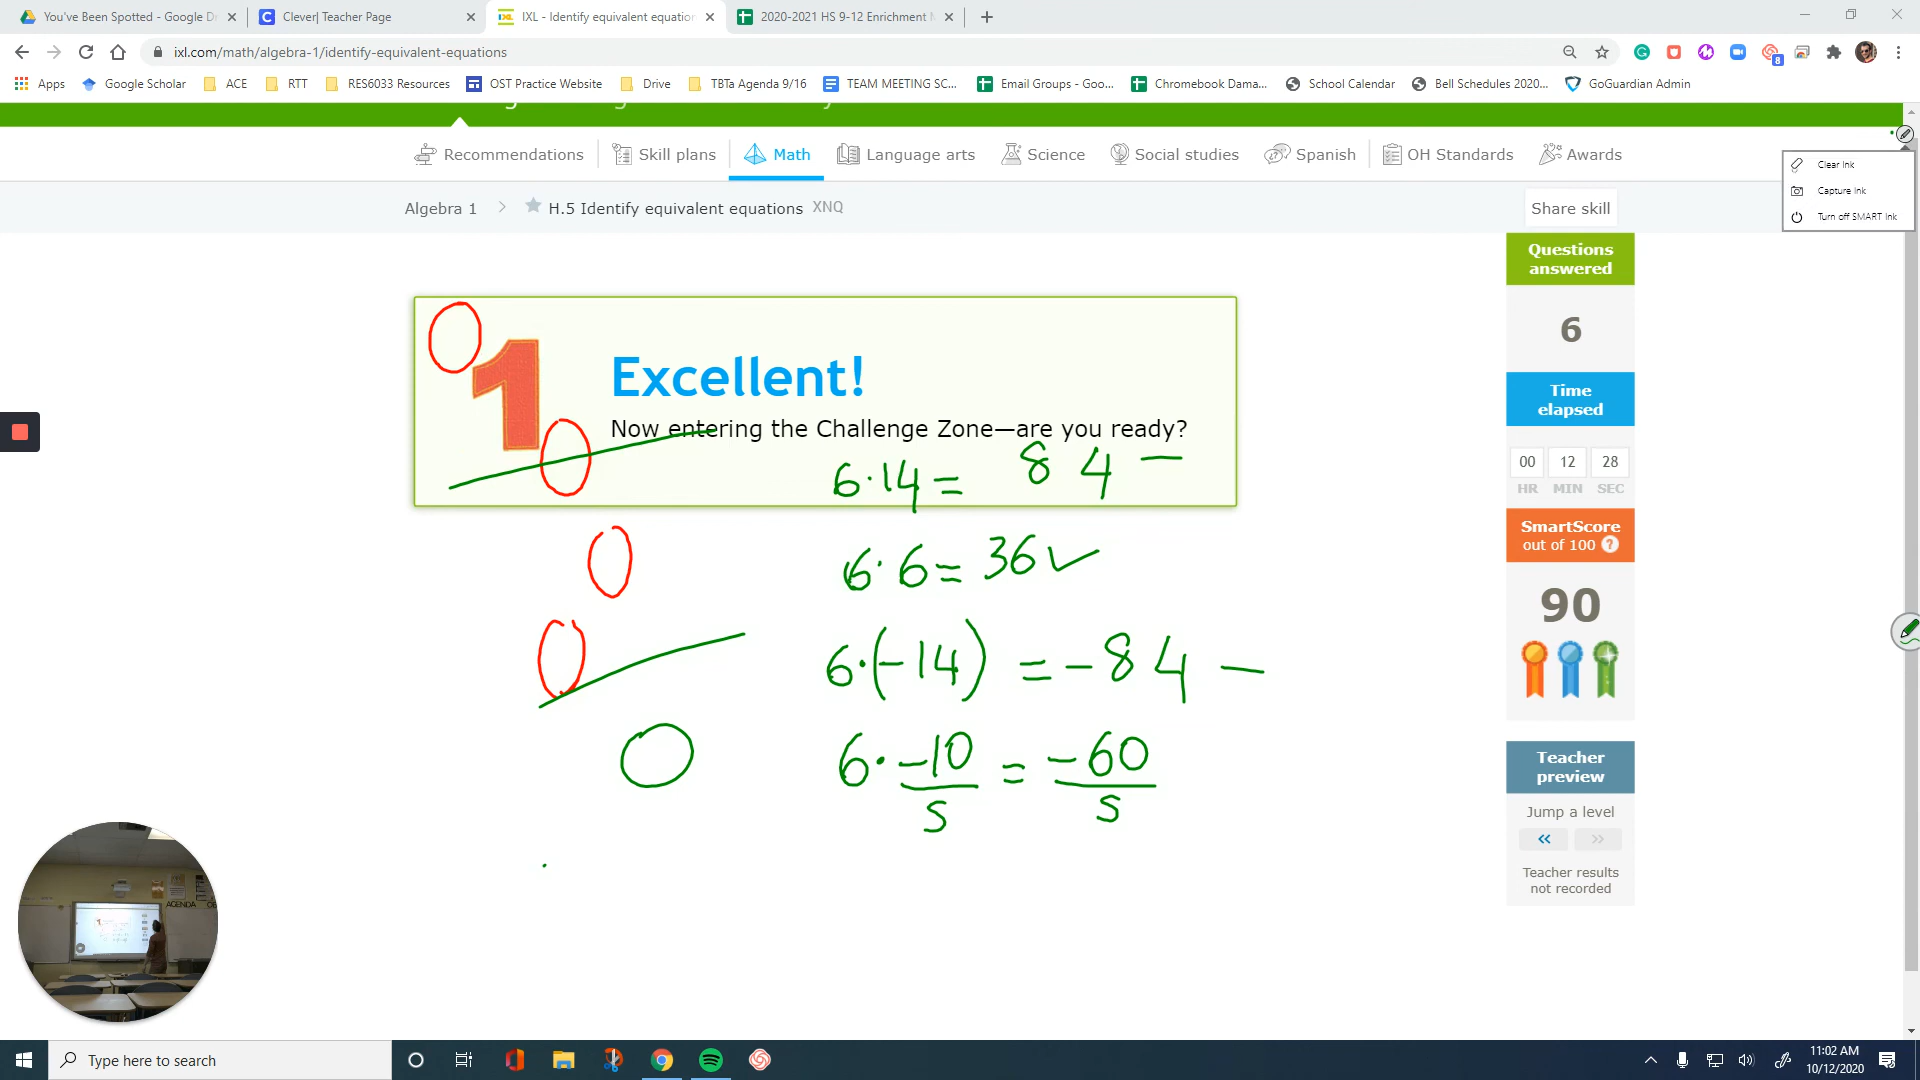 You've Been Spotted - Google Dr
Clever| Teacher Page
IXL - Identify equivalent equation
2020-2021 HS 9-12 Enrichment M
ixl.com/math/algebra-1/identify-equivalent-equations
8
Apps
Google Scholar
ACE
RTT
RES6033 Resources
OST Practice Website
Drive
TBTa Agenda 9/16
TEAM MEETING SC...
Email Groups - Goo...
Chromebook Dama...
School Calendar
Bell Schedules 2020...
GoGuardian Admin
Recommendations
Skill plans
Math
Language arts
Science
Social studies
Spanish
OH Standards
Awards
Clear Ink
Capture Ink
Turn off SMART Ink
Algebra 1 > H.5 Identify equivalent equations XNQ
Share skill
1
Excellent!
Now entering the Challenge Zone—are you ready?
6·14 = 84 —
6·6 = 36 ✓
6·(-14) = -84 —
6· -10/5 = -60/5
Questions answered
6
Time elapsed
00 12 28
HR MIN SEC
SmartScore
out of 100 ?
90
Teacher preview
Jump a level
<< >>
Teacher results not recorded
AGENDA
Type here to search
11:02 AM
10/12/2020